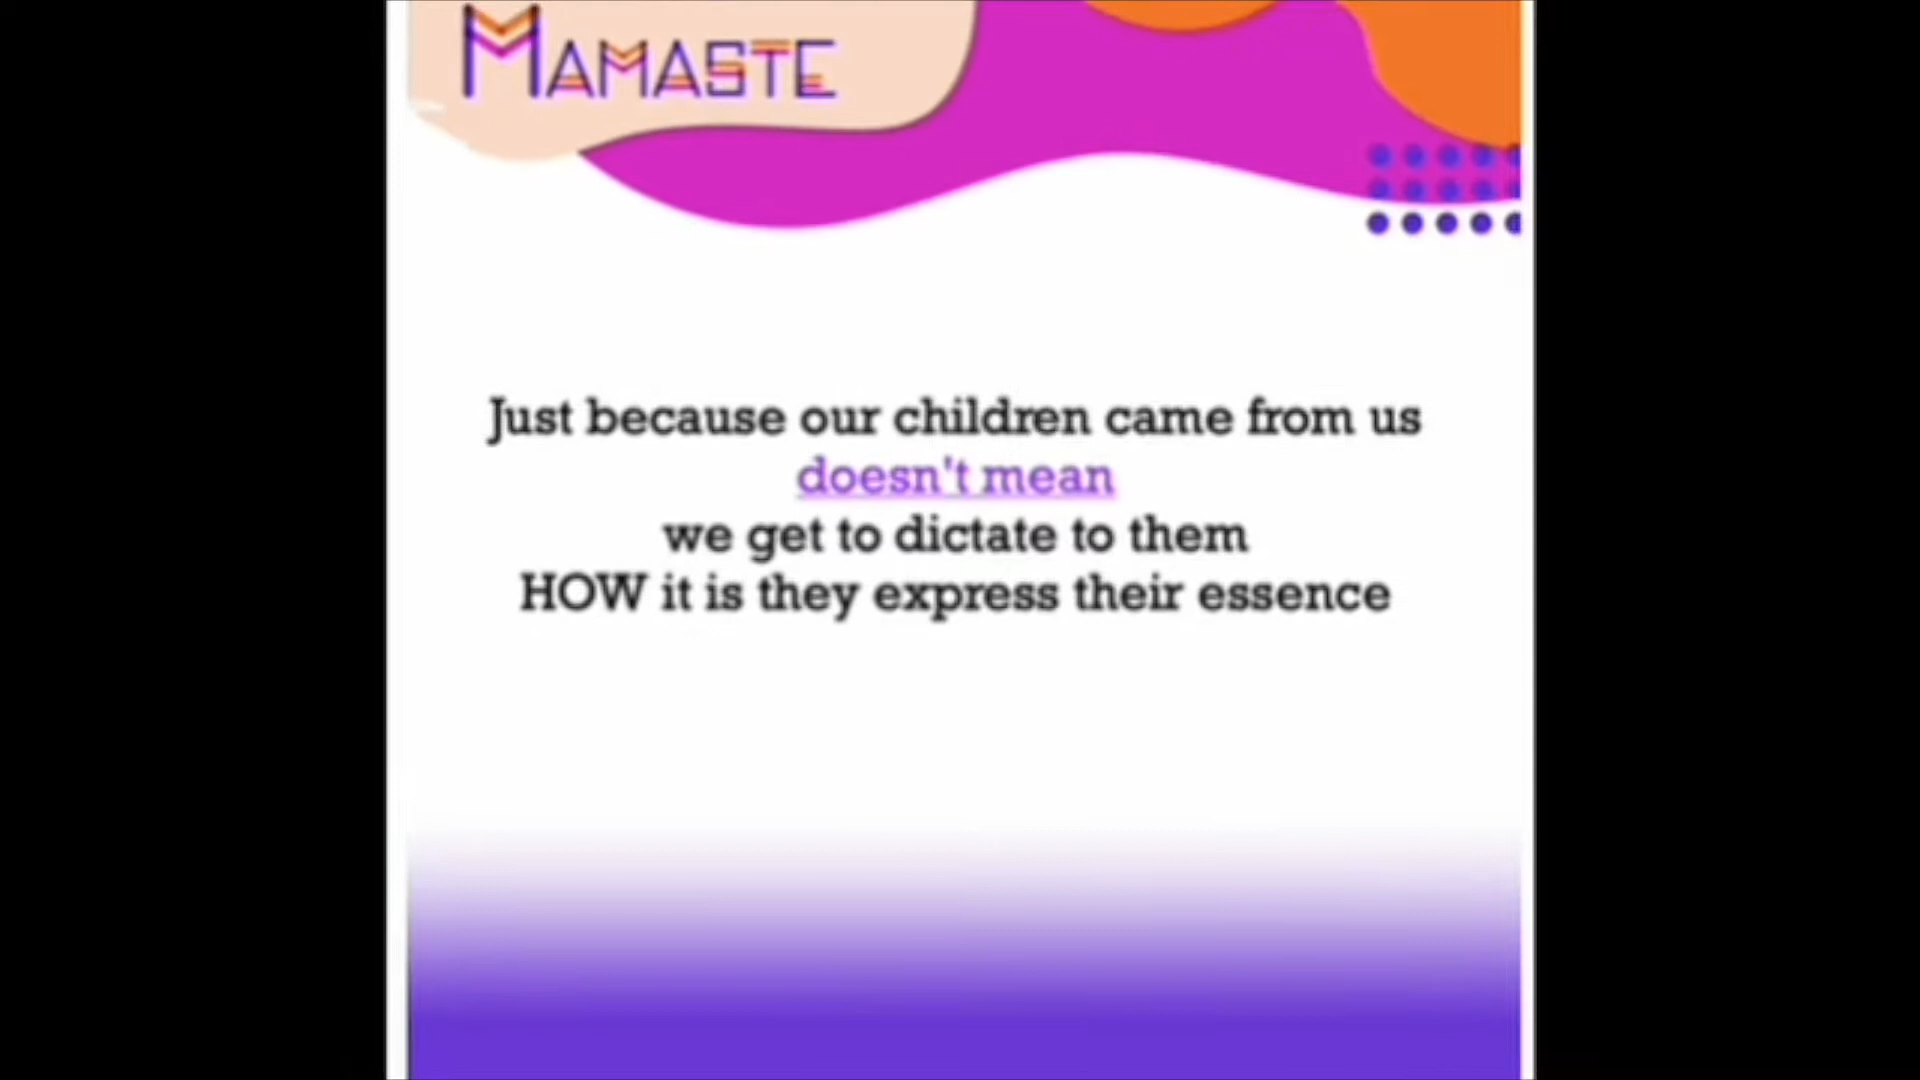 MAMASTE
Just because our children came from us
doesn't mean
we get to dictate to them
HOW it is they express their essence